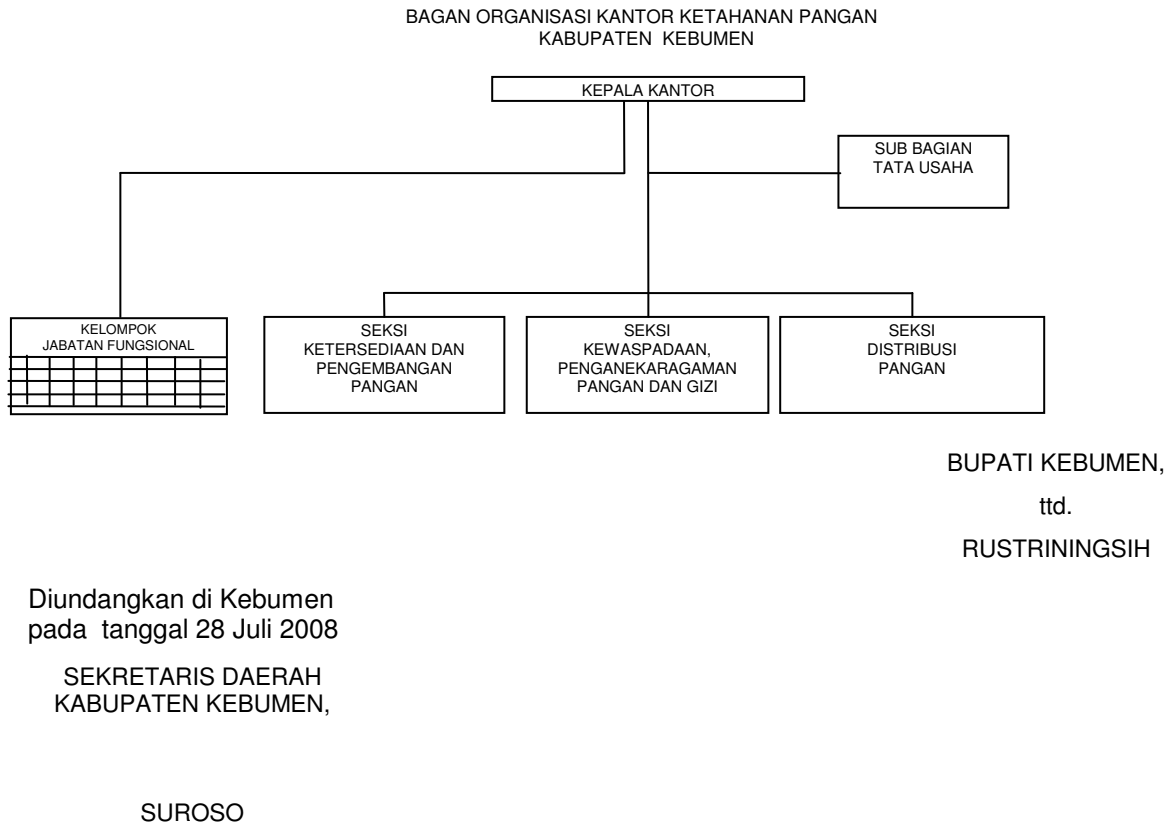 BAGAN ORGANISASI KANTOR KETAHANAN PANGAN
KABUPATEN KEBUMEN
KEPALA KANTOR
SUB BAGIAN
TATA USAHA
KELOMPOK
JABATAN FUNGSIONAL
SEKSI
KETERSEDIAAN DAN
PENGEMBANGAN
PANGAN
SEKSI
KEWASPADAAN,
PENGANEKARAGAMAN
PANGAN DAN GIZI
SEKSI
DISTRIBUSI
PANGAN
BUPATI KEBUMEN,
ttd.
RUSTRININGSIH
Diundangkan di Kebumen
pada tanggal 28 Juli 2008
SEKRETARIS DAERAH
KABUPATEN KEBUMEN,
SUROSO